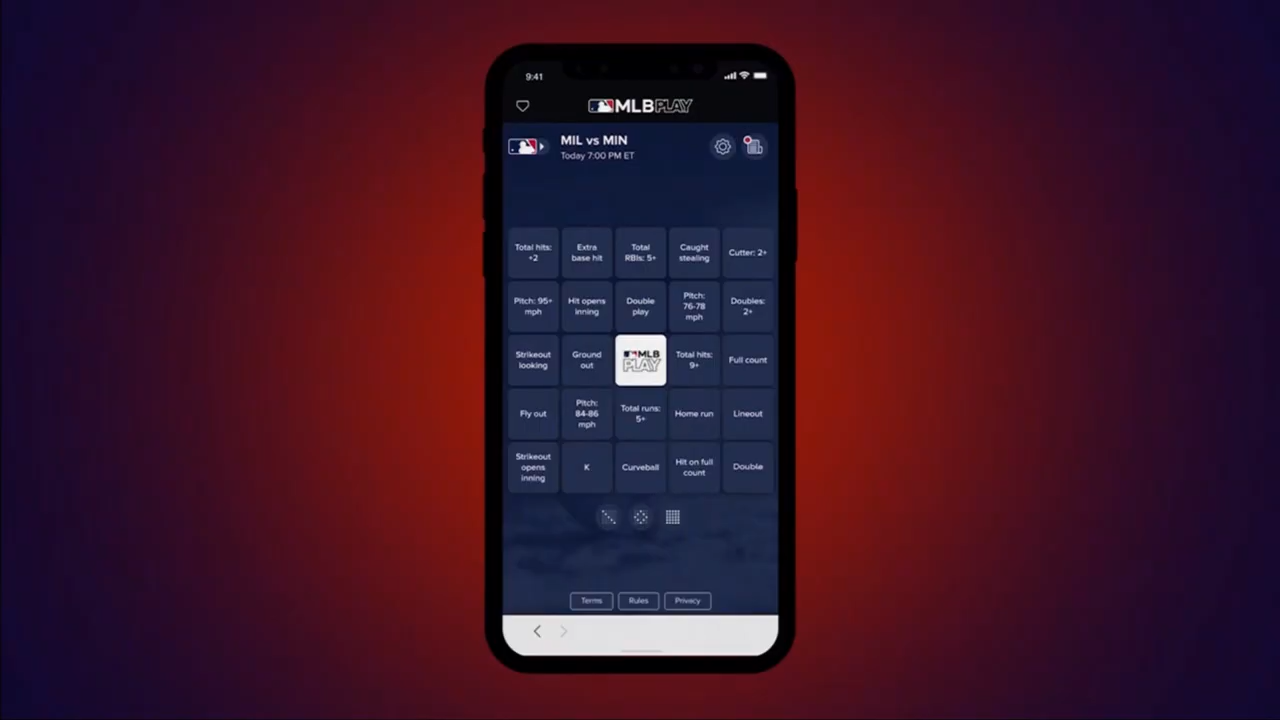 9:41
MLB PLAY
MIL vs MIN
Today 7:00 PM ET
Total hits:
+2
Extra
base hit
Total
RBIs: 5+
Caught
stealing
Cutter: 2+
Pitch: 95+
mph
Hit opens
inning
Double
play
Pitch:
76-78
mph
Doubles:
2+
Strikeout
looking
Ground
out
MLB
PLAY
Total hits:
9+
Full count
Fly out
Pitch:
84-86
mph
Total runs:
5+
Home run
Lineout
Strikeout
opens
inning
K
Curveball
Hit on full
count
Double
Terms
Rules
Privacy